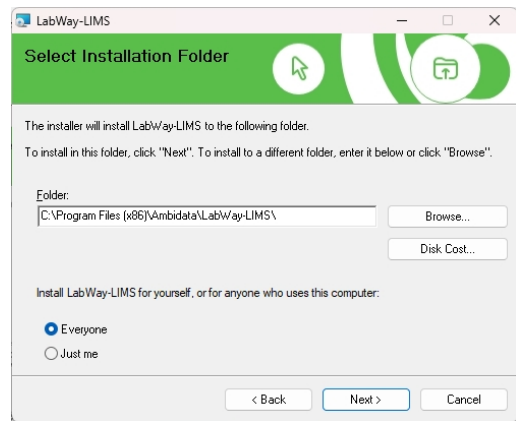 LabWay-LIMS
Select Installation Folder
The installer will install LabWay-LIMS to the following folder.
To install in this folder, click "Next". To install to a different folder, enter it below or click "Browse".
Folder:
C:\Program Files (x86)\Ambidata\LabWay-LIMS\
Browse...
Disk Cost...
Install LabWay-LIMS for yourself, or for anyone who uses this computer:
Everyone
Just me
< Back Next > Cancel